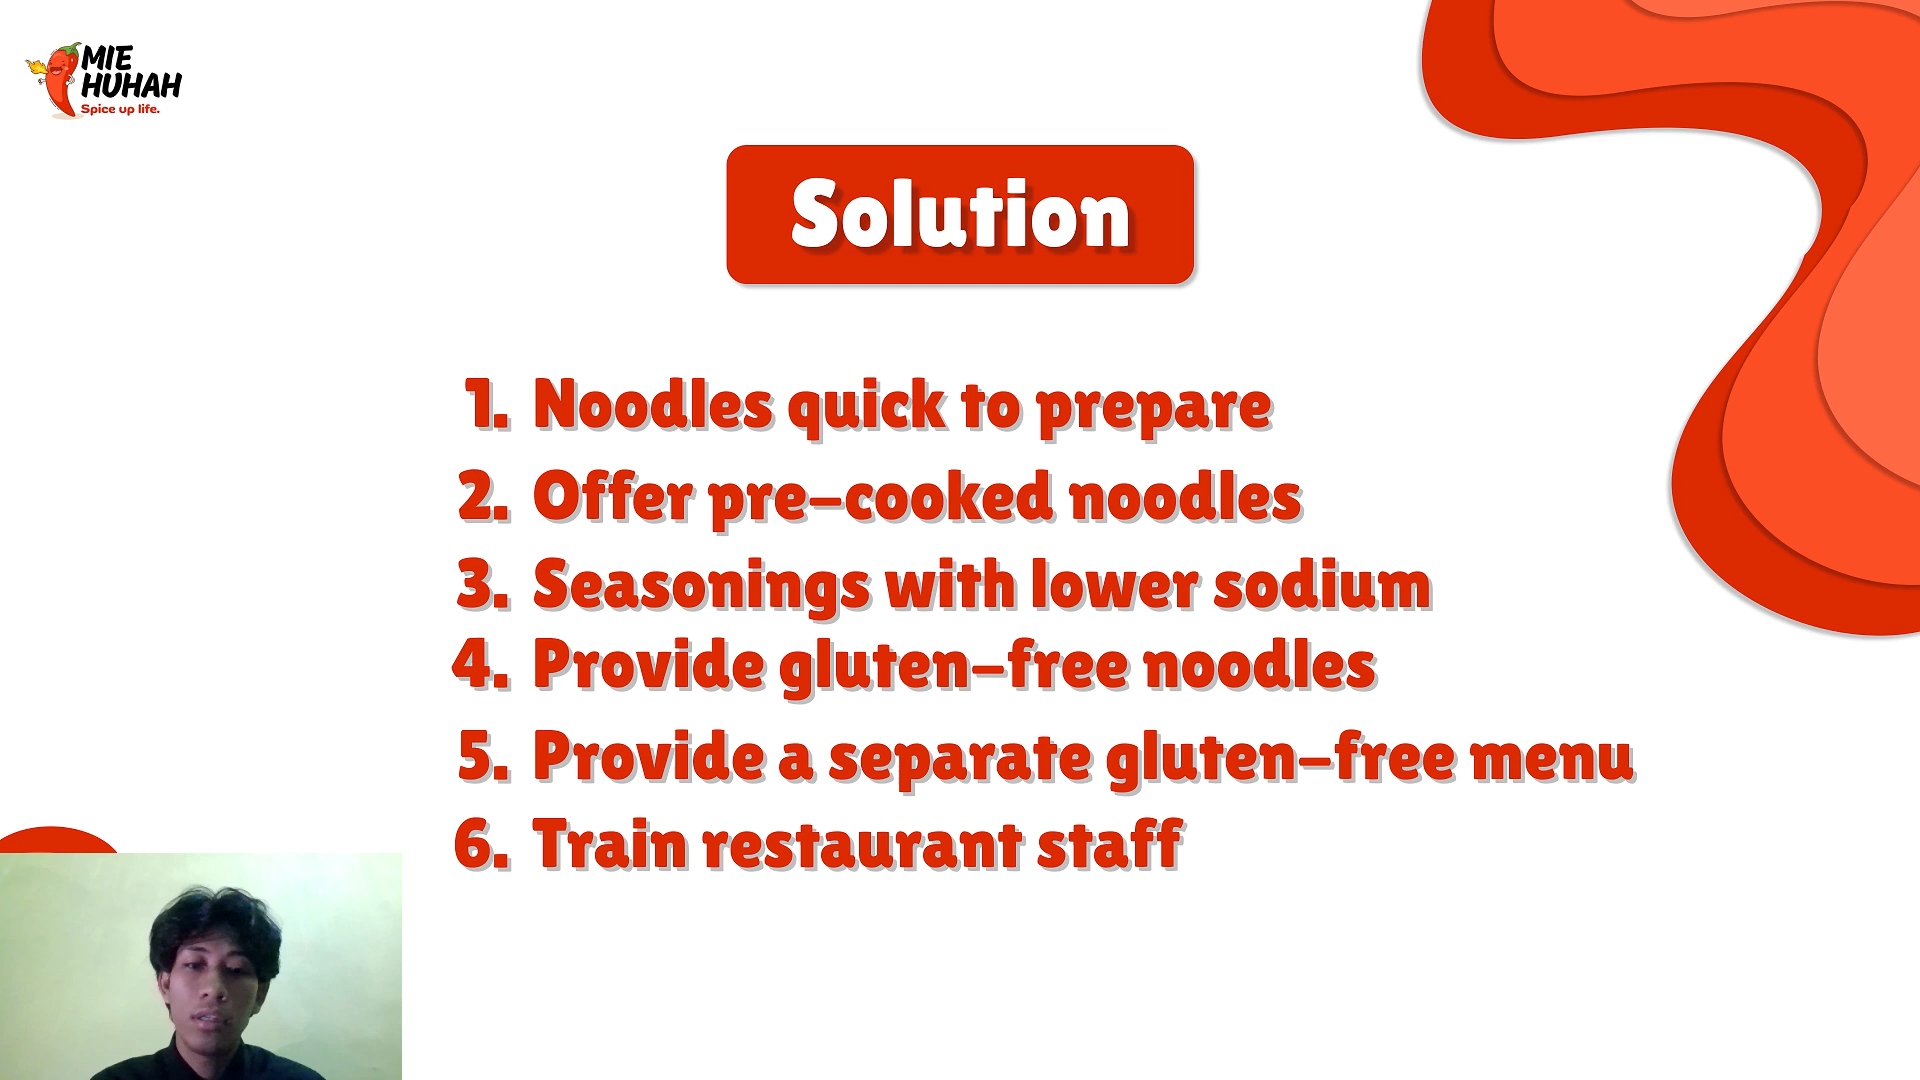 MIE
HUHAH
Spice up life.
Solution
1. Noodles quick to prepare
2. Offer pre-cooked noodles
3. Seasonings with lower sodium
4. Provide gluten-free noodles
5. Provide a separate gluten-free menu
6. Train restaurant staff